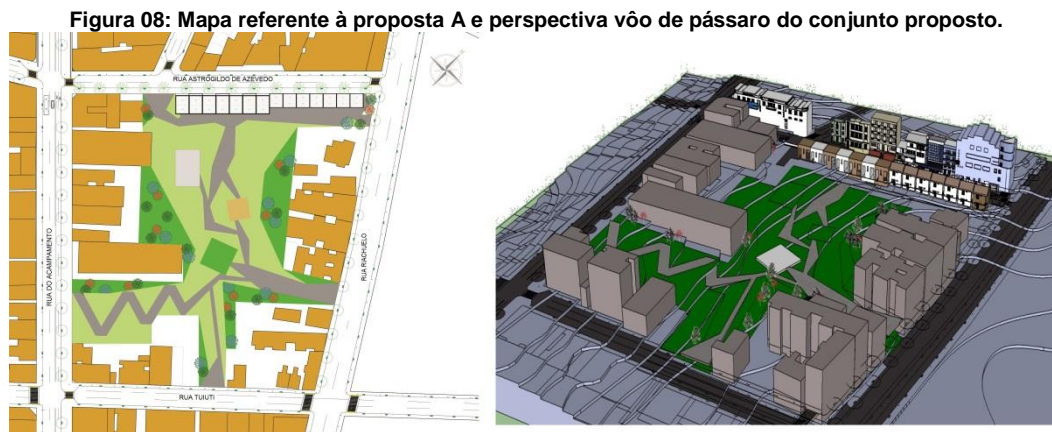 Figura 08: Mapa referente à proposta A e perspectiva vôo de pássaro do conjunto proposto.
RUA ASTROGILDO DE AZEVEDO
RUA DO ACAMPAMENTO
RUA RIACHUELO
RUA TUIUTI